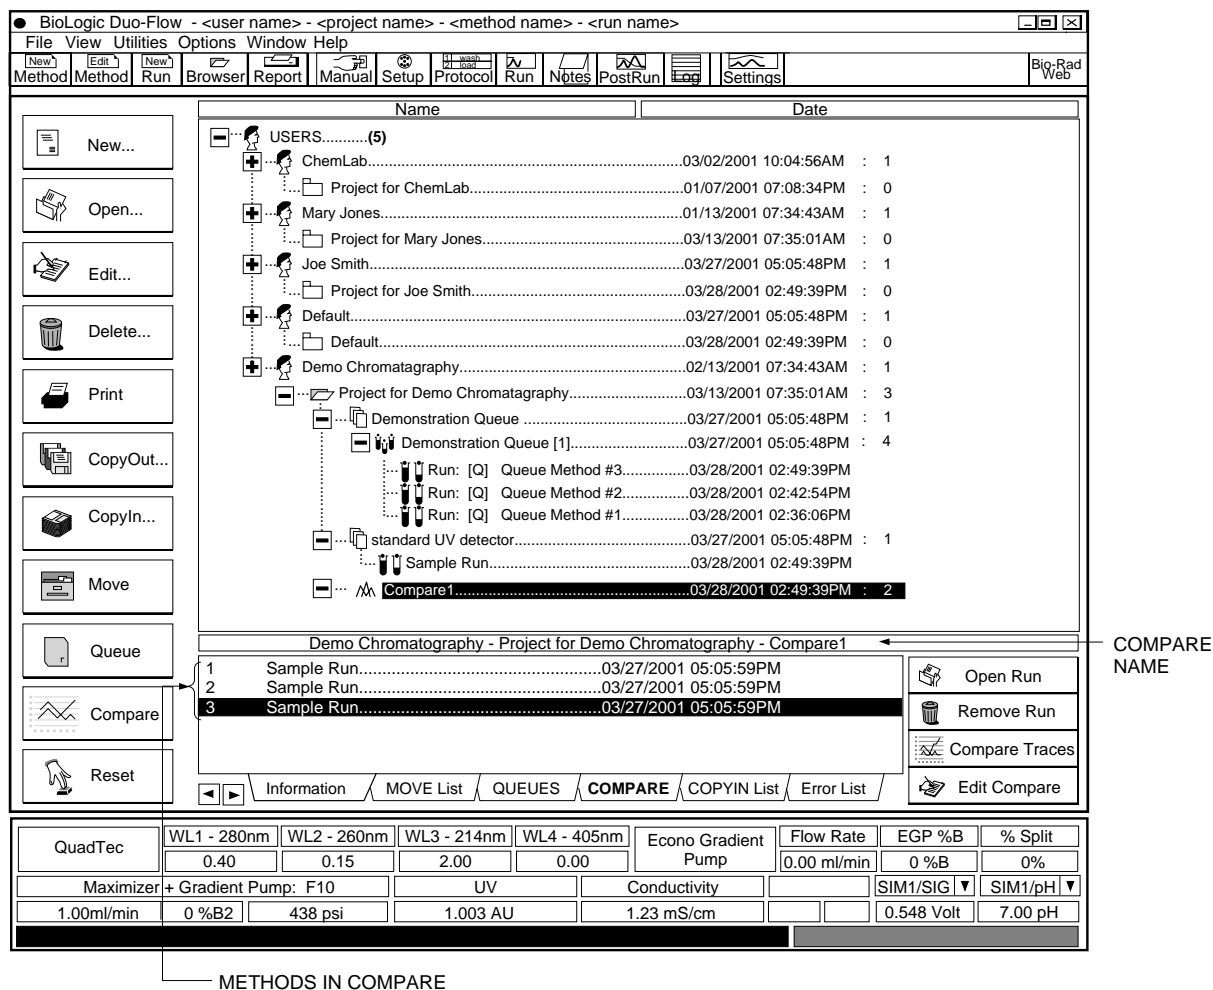 BioLogic Duo-Flow - <user name> - <project name> - <method name> - <run name>
File View Utilities Options Window Help
New Method
Edit Method
New Run
Browser
Report
Manual
Setup
1 wash
2 load
Protocol
Run
Notes
PostRun
Log
Settings
Bio-Rad Web
Name
Date
New...
Open...
Edit...
Delete...
Print
CopyOut...
CopyIn...
Move
Queue
Compare
Reset
USERS...........(5)
ChemLab............................................................................03/02/2001 10:04:56AM : 1
Project for ChemLab....................................................01/07/2001 07:08:34PM : 0
Mary Jones.........................................................................01/13/2001 07:34:43AM : 1
Project for Mary Jones.................................................03/13/2001 07:35:01AM : 0
Joe Smith............................................................................03/27/2001 05:05:48PM : 1
Project for Joe Smith....................................................03/28/2001 02:49:39PM : 0
Default.................................................................................03/27/2001 05:05:48PM : 1
Default..........................................................................03/28/2001 02:49:39PM : 0
Demo Chromatagraphy.......................................................02/13/2001 07:34:43AM : 1
Project for Demo Chromatagraphy............................03/13/2001 07:35:01AM : 3
Demonstration Queue .......................................03/27/2001 05:05:48PM : 1
Demonstration Queue [1]............................03/27/2001 05:05:48PM : 4
Run: [Q] Queue Method #3................03/28/2001 02:49:39PM
Run: [Q] Queue Method #2................03/28/2001 02:42:54PM
Run: [Q] Queue Method #1................03/28/2001 02:36:06PM
standard UV detector..........................................03/27/2001 05:05:48PM : 1
Sample Run................................................03/28/2001 02:49:39PM
Compare1.........................................................03/28/2001 02:49:39PM : 2
Demo Chromatography - Project for Demo Chromatography - Compare1
COMPARE NAME
1 Sample Run..........................................................03/27/2001 05:05:59PM
2 Sample Run..........................................................03/27/2001 05:05:59PM
3 Sample Run..........................................................03/27/2001 05:05:59PM
Open Run
Remove Run
Compare Traces
Edit Compare
Information
MOVE List
QUEUES
COMPARE
COPYIN List
Error List
QuadTec
WL1 - 280nm
WL2 - 260nm
WL3 - 214nm
WL4 - 405nm
Econo Gradient Pump
Flow Rate
EGP %B
% Split
0.40
0.15
2.00
0.00
0.00 ml/min
0 %B
0%
Maximizer + Gradient Pump: F10
UV
Conductivity
SIM1/SIG
SIM1/pH
1.00ml/min
0 %B2
438 psi
1.003 AU
1.23 mS/cm
0.548 Volt
7.00 pH
METHODS IN COMPARE